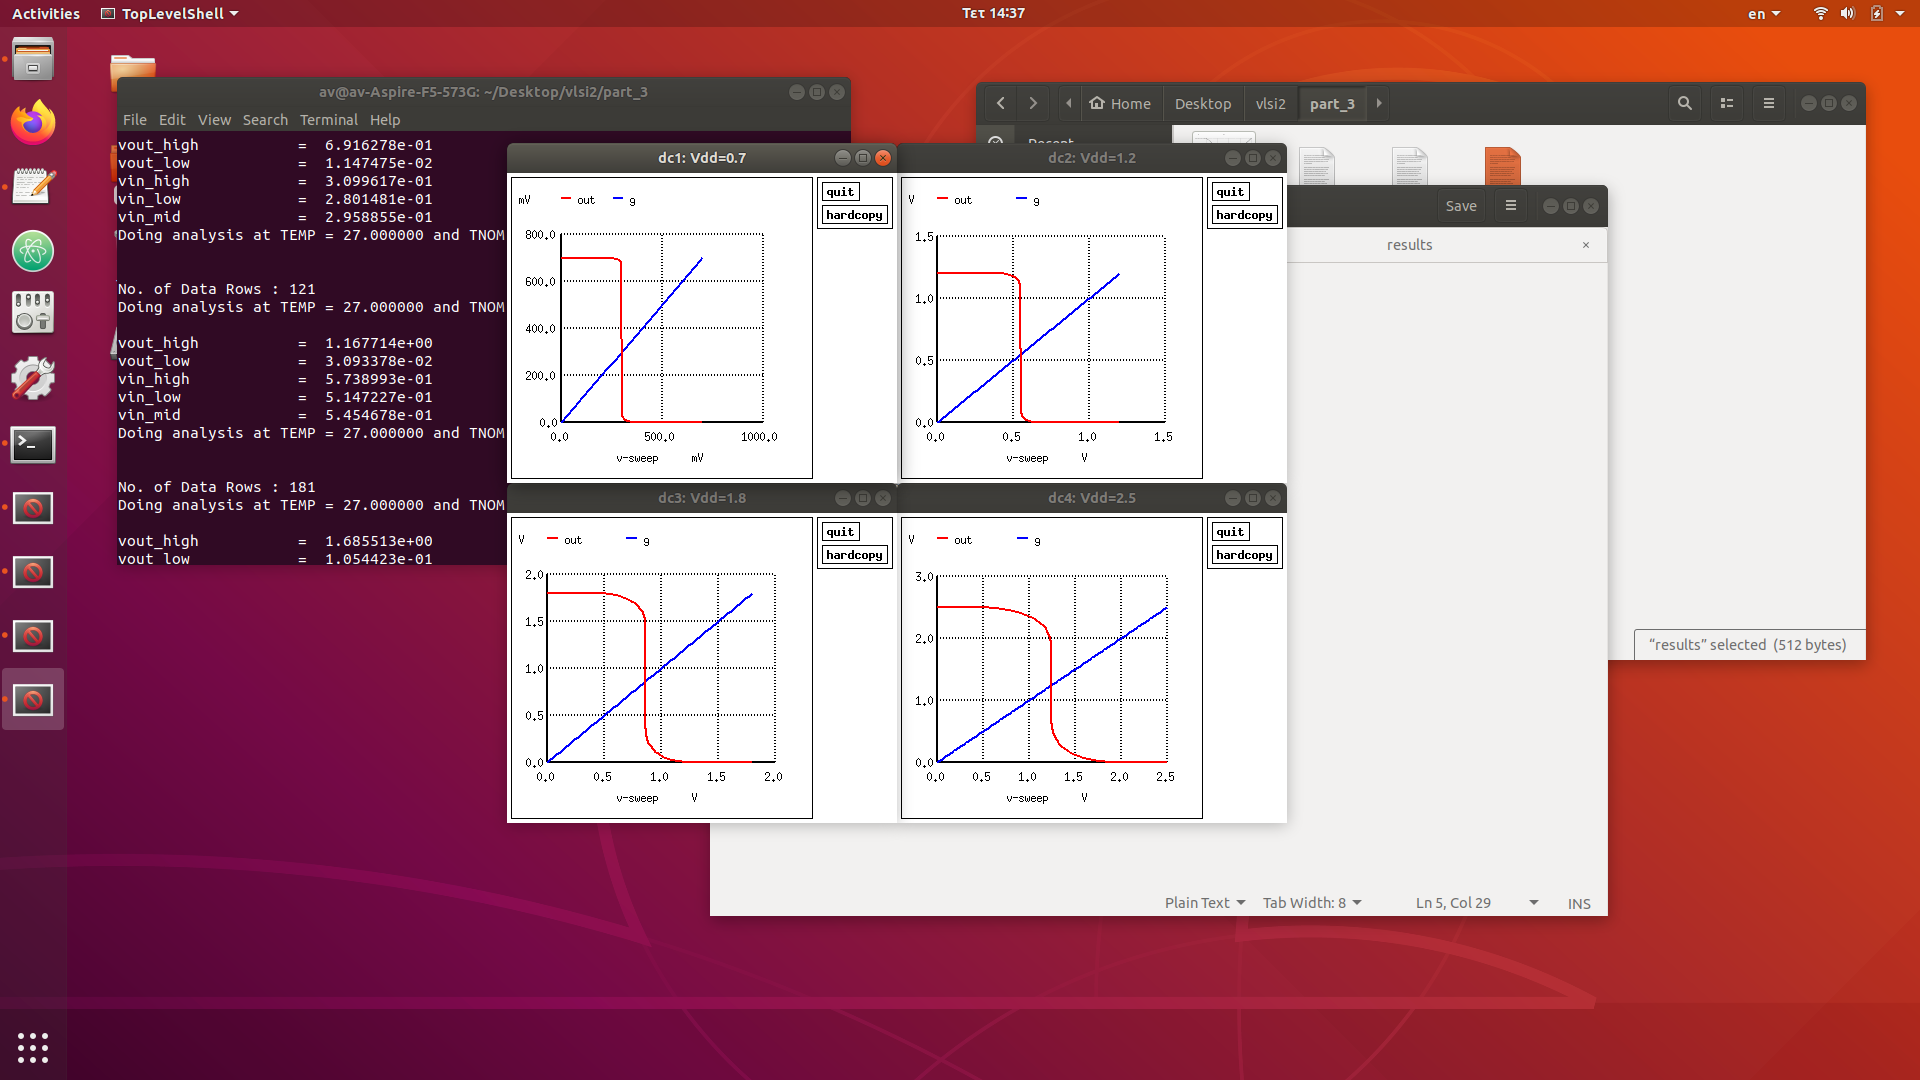 Activities TopLevelShell Τετ 14:37 en
av@av-Aspire-F5-573G: ~/Desktop/vlsi2/part_3
File Edit View Search Terminal Help
vout_high = 6.916278e-01
vout_low = 1.147475e-02
vin_high = 3.099617e-01
vin_low = 2.801481e-01
vin_mid = 2.958855e-01
Doing analysis at TEMP = 27.000000 and TNOM
No. of Data Rows : 121
Doing analysis at TEMP = 27.000000 and TNOM
vout_high = 1.167714e+00
vout_low = 3.093378e-02
vin_high = 5.738993e-01
vin_low = 5.147227e-01
vin_mid = 5.454678e-01
Doing analysis at TEMP = 27.000000 and TNOM
No. of Data Rows : 181
Doing analysis at TEMP = 27.000000 and TNOM
vout_high = 1.685513e+00
vout_low = 1.054423e-01
Home Desktop vlsi2 part_3
Recent
dc1: Vdd=0.7
mV out g
quit
hardcopy
800.0
600.0
400.0
200.0
0.0
0.0 500.0 1000.0
v-sweep mV
dc2: Vdd=1.2
V out g
quit
hardcopy
1.5
1.0
0.5
0.0
0.0 0.5 1.0 1.5
v-sweep V
dc3: Vdd=1.8
V out g
quit
hardcopy
2.0
1.5
1.0
0.5
0.0
0.0 0.5 1.0 1.5 2.0
v-sweep V
dc4: Vdd=2.5
V out g
quit
hardcopy
3.0
2.0
1.0
0.0
0.0 0.5 1.0 1.5 2.0 2.5
v-sweep V
Save
results
“results” selected (512 bytes)
Plain Text Tab Width: 8 Ln 5, Col 29 INS